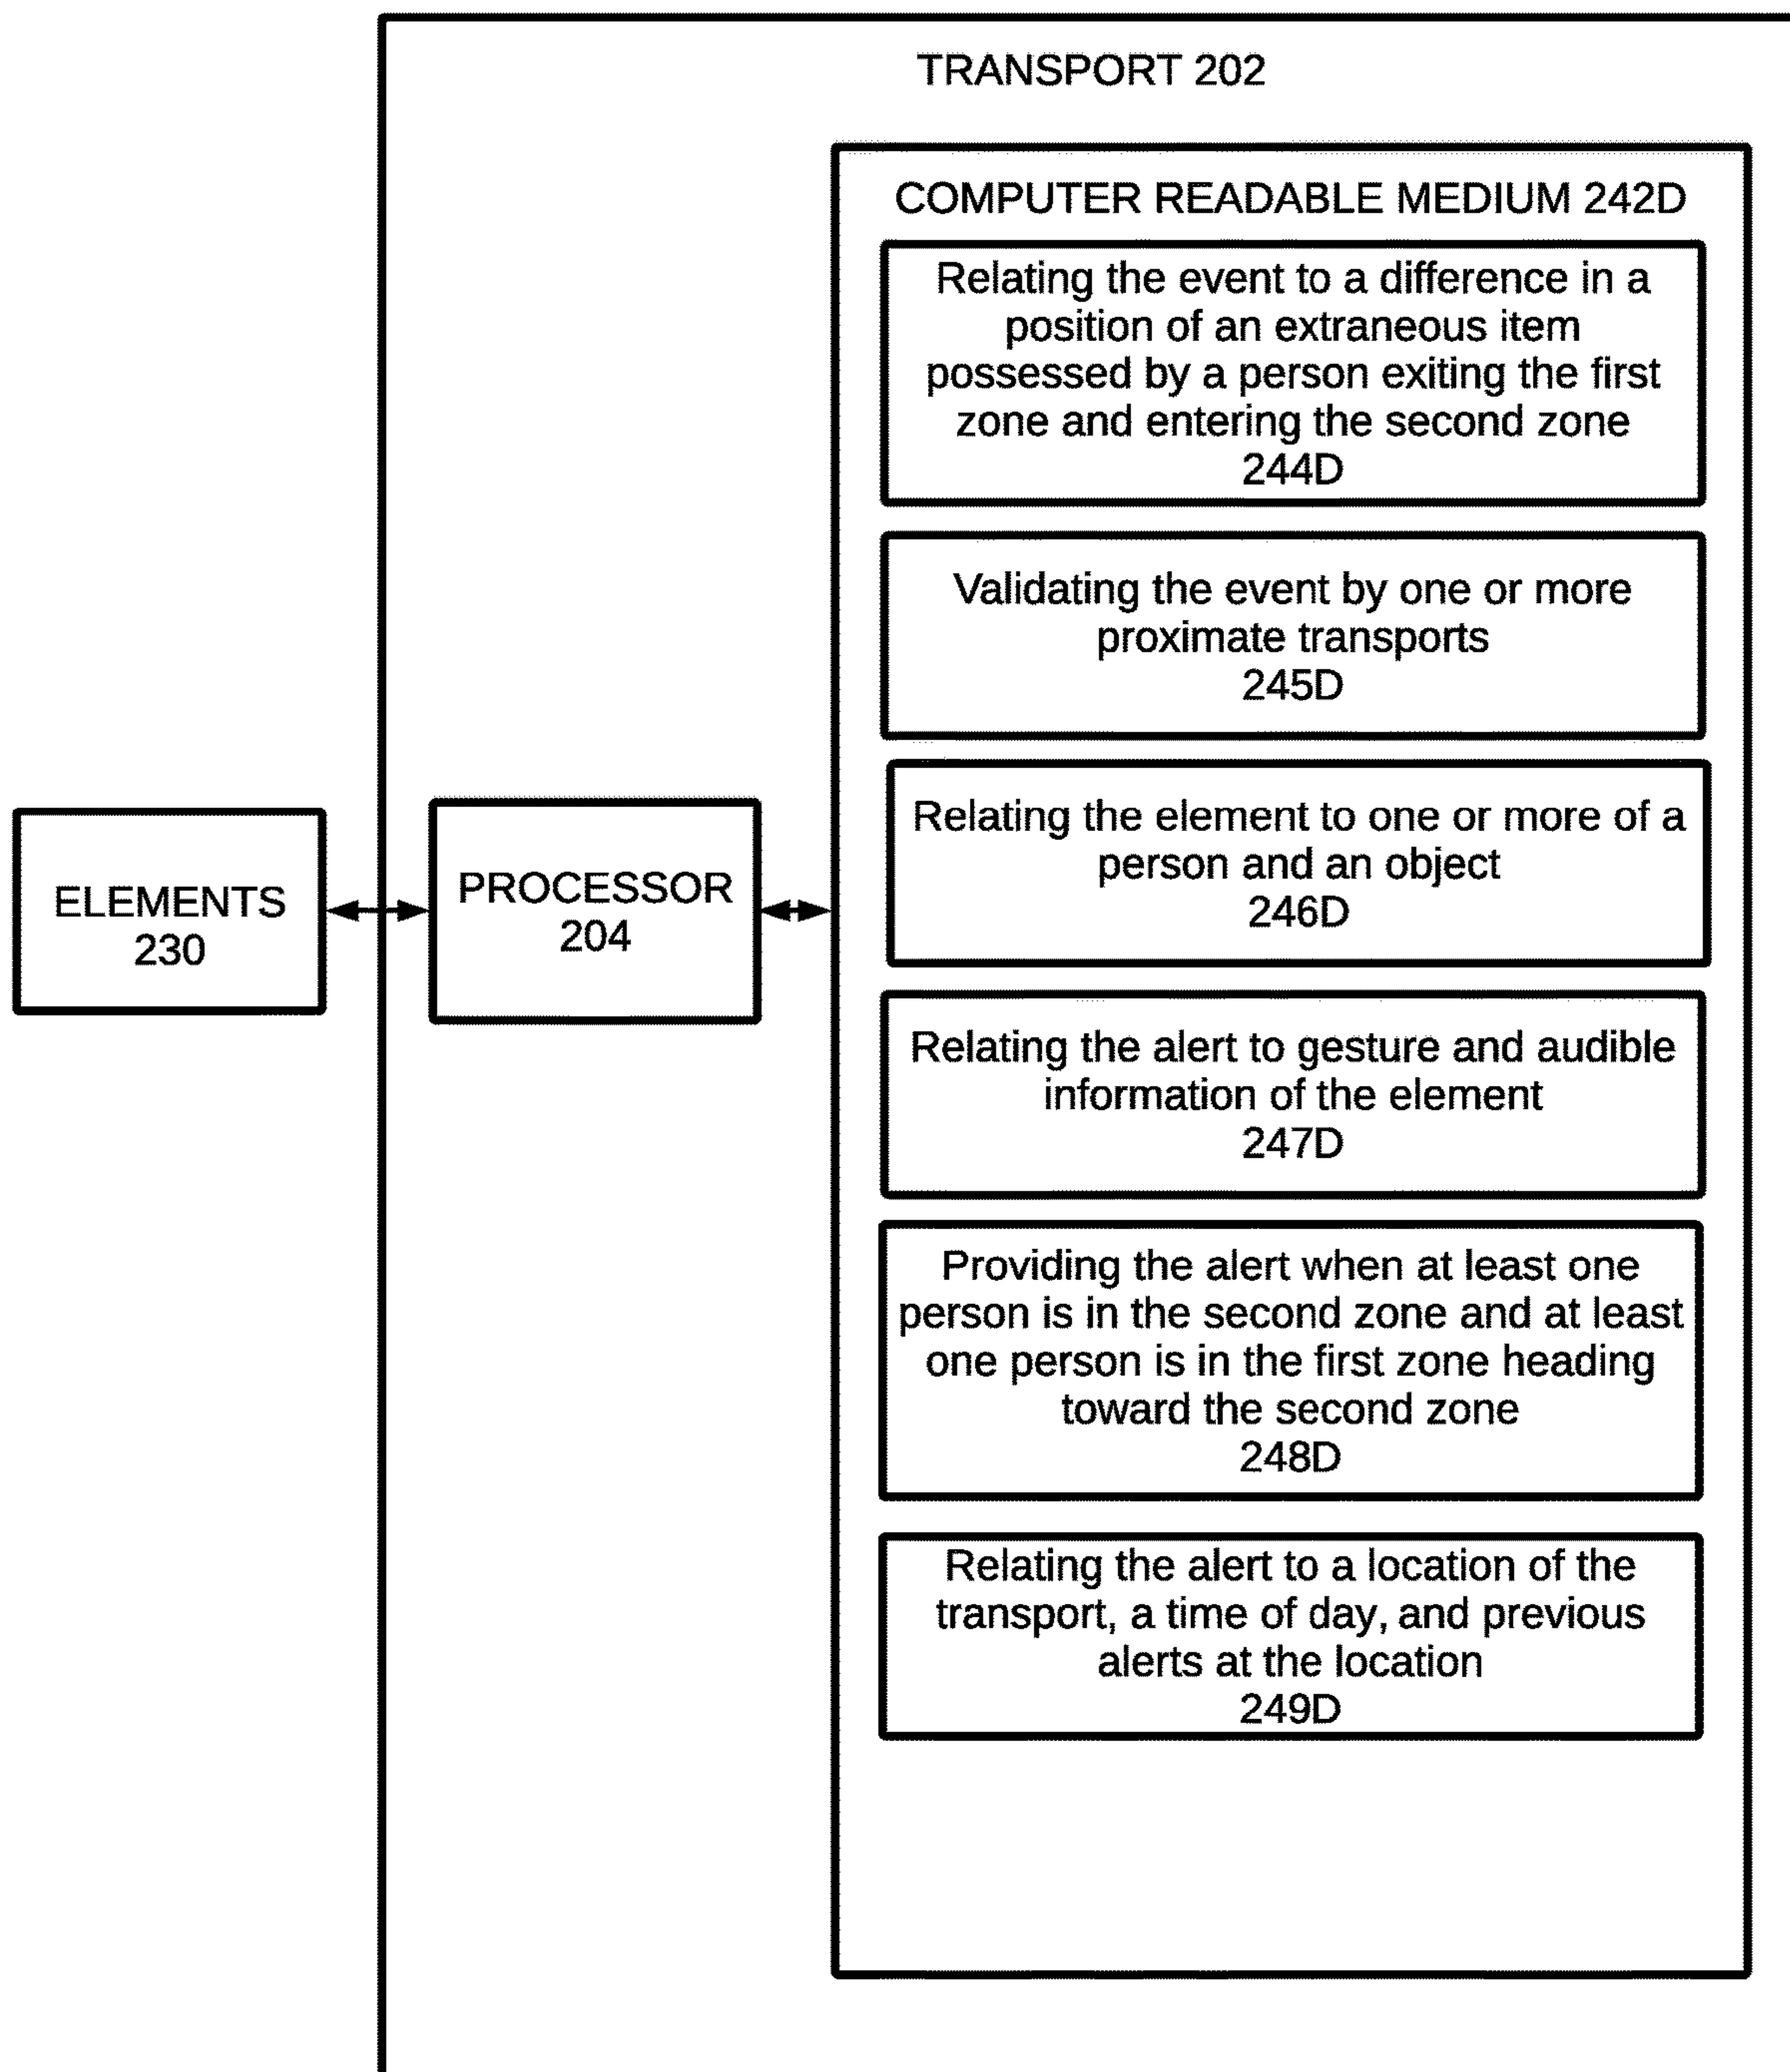 TRANSPORT 202
COMPUTER READABLE MEDIUM 242D
Relating the event to a difference in a
position of an extraneous item
possessed by a person exiting the first
zone and entering the second zone
244D
Validating the event by one or more
proximate transports
245D
Relating the element to one or more of a
person and an object
246D
ELEMENTS
230
PROCESSOR
204
Relating the alert to gesture and audible
information of the element
247D
Providing the alert when at least one
person is in the second zone and at least
one person is in the first zone heading
toward the second zone
248D
Relating the alert to a location of the
transport, a time of day, and previous
alerts at the location
249D